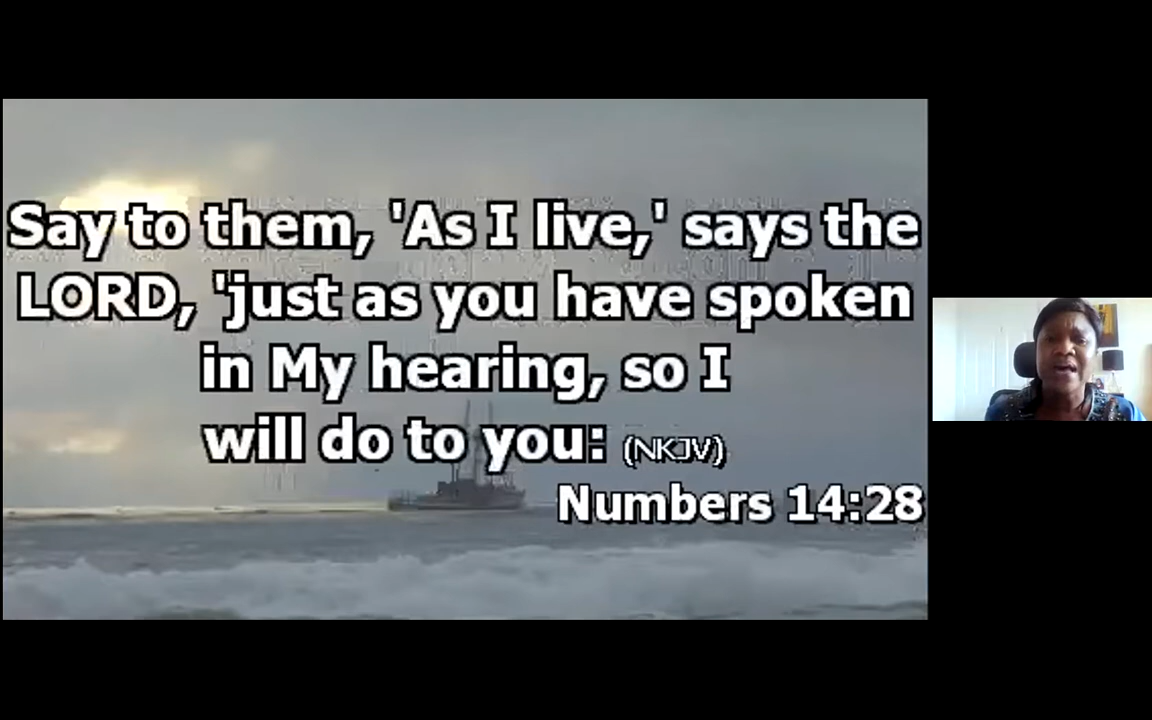 Say to them, 'As I live,' says the
LORD, 'just as you have spoken
in My hearing, so I
will do to you: (NKJV)
Numbers 14:28